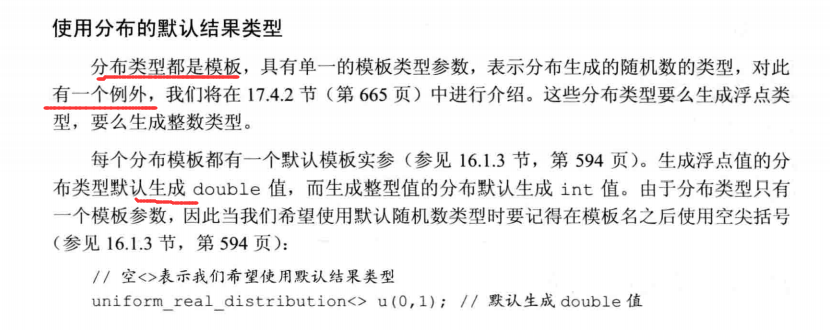 使用分布的默认结果类型
分布类型都是模板，具有单一的模板类型参数，表示分布生成的随机数的类型，对此
有一个例外，我们将在 17.4.2 节（第 665 页）中进行介绍。这些分布类型要么生成浮点类
型，要么生成整数类型。
每个分布模板都有一个默认模板实参（参见 16.1.3 节，第 594 页）。生成浮点值的分
布类型默认生成 double 值，而生成整型值的分布默认生成 int 值。由于分布类型只有
一个模板参数，因此当我们希望使用默认随机数类型时要记得在模板名之后使用空尖括号
（参见 16.1.3 节，第 594 页）：
// 空<>表示我们希望使用默认结果类型
uniform_real_distribution<> u(0,1); // 默认生成 double 值